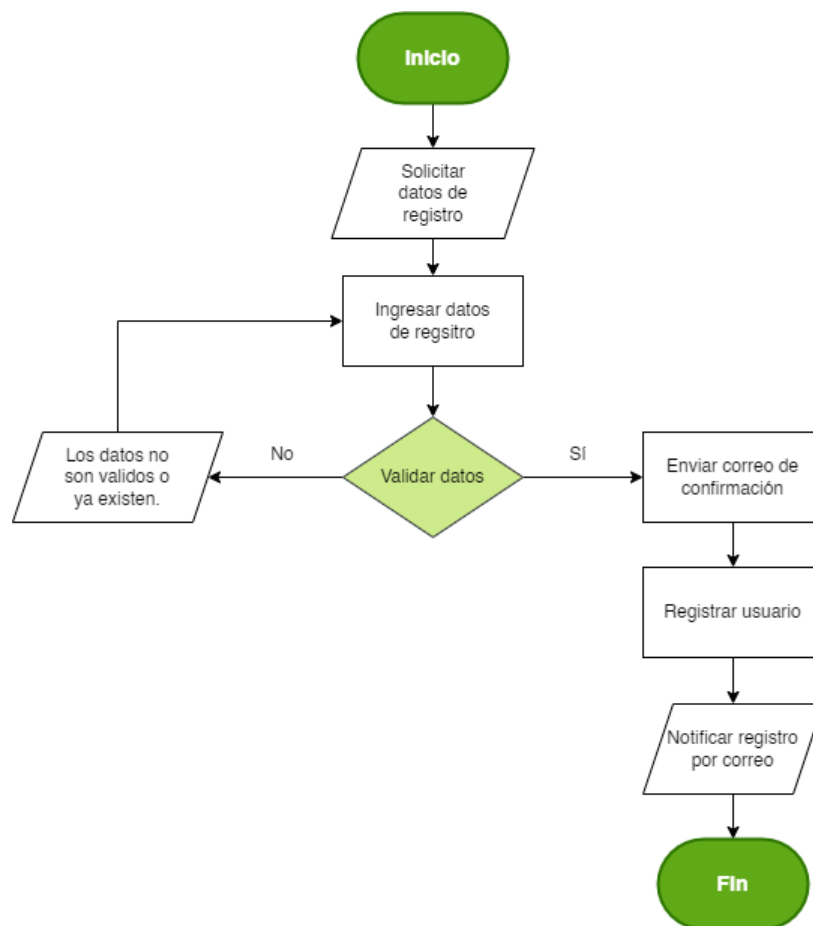 Inicio
Solicitar
datos de
registro
Ingresar datos
de regsitro
Validar datos
No
Los datos no
son validos o
ya existen.
Sí
Enviar correo de
confirmación
Registrar usuario
Notificar registro
por correo
Fin